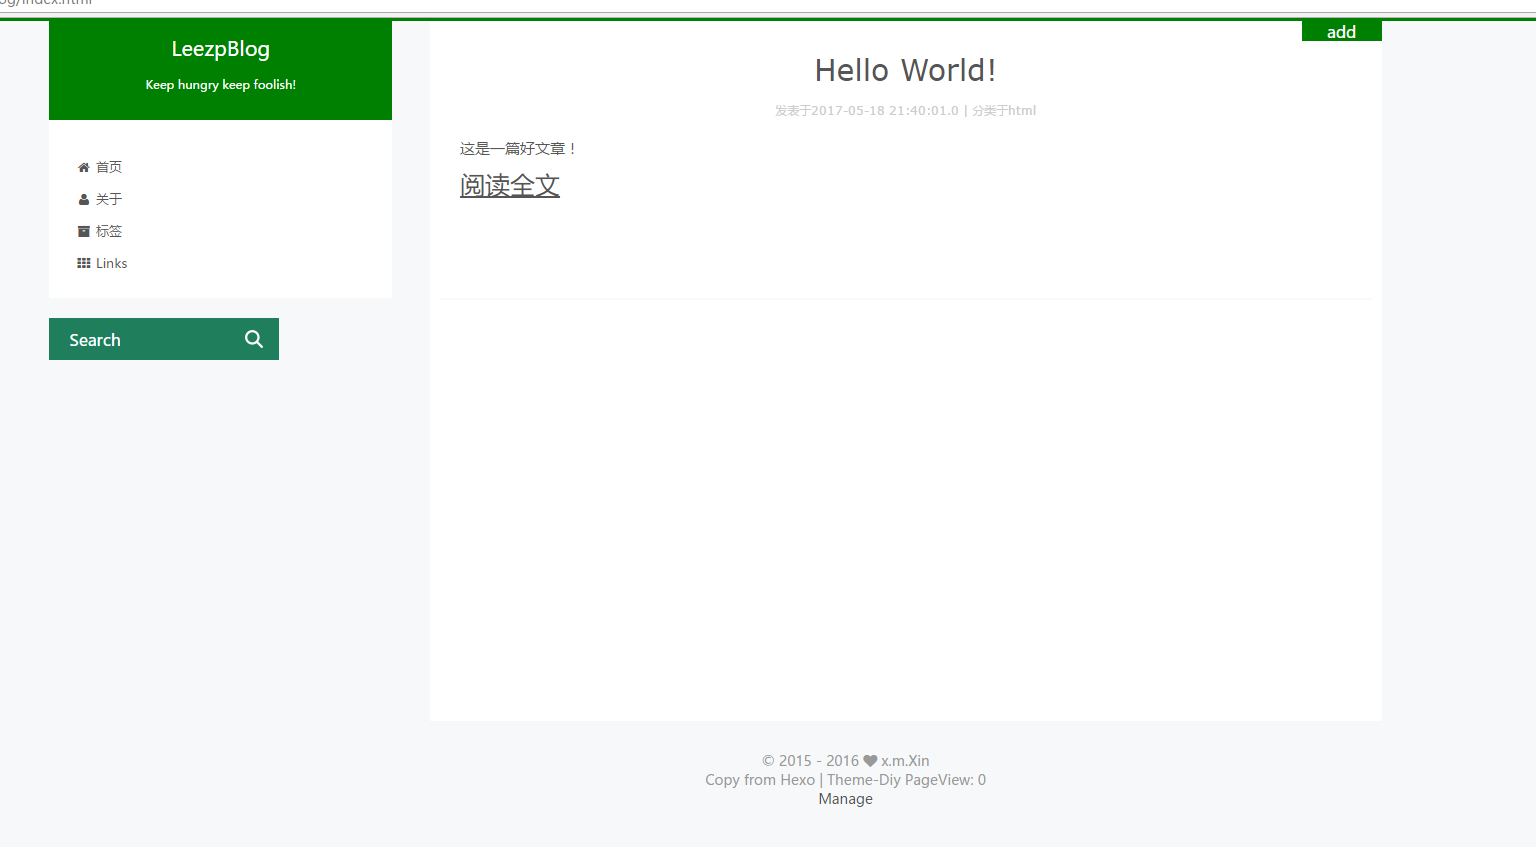 og/index.html
LeezpBlog
Keep hungry keep foolish!
首页
关于
标签
Links
Search
add
Hello World!
发表于2017-05-18 21:40:01.0 | 分类于html
这是一篇好文章！
阅读全文
© 2015 - 2016 x.m.Xin
Copy from Hexo | Theme-Diy PageView: 0
Manage